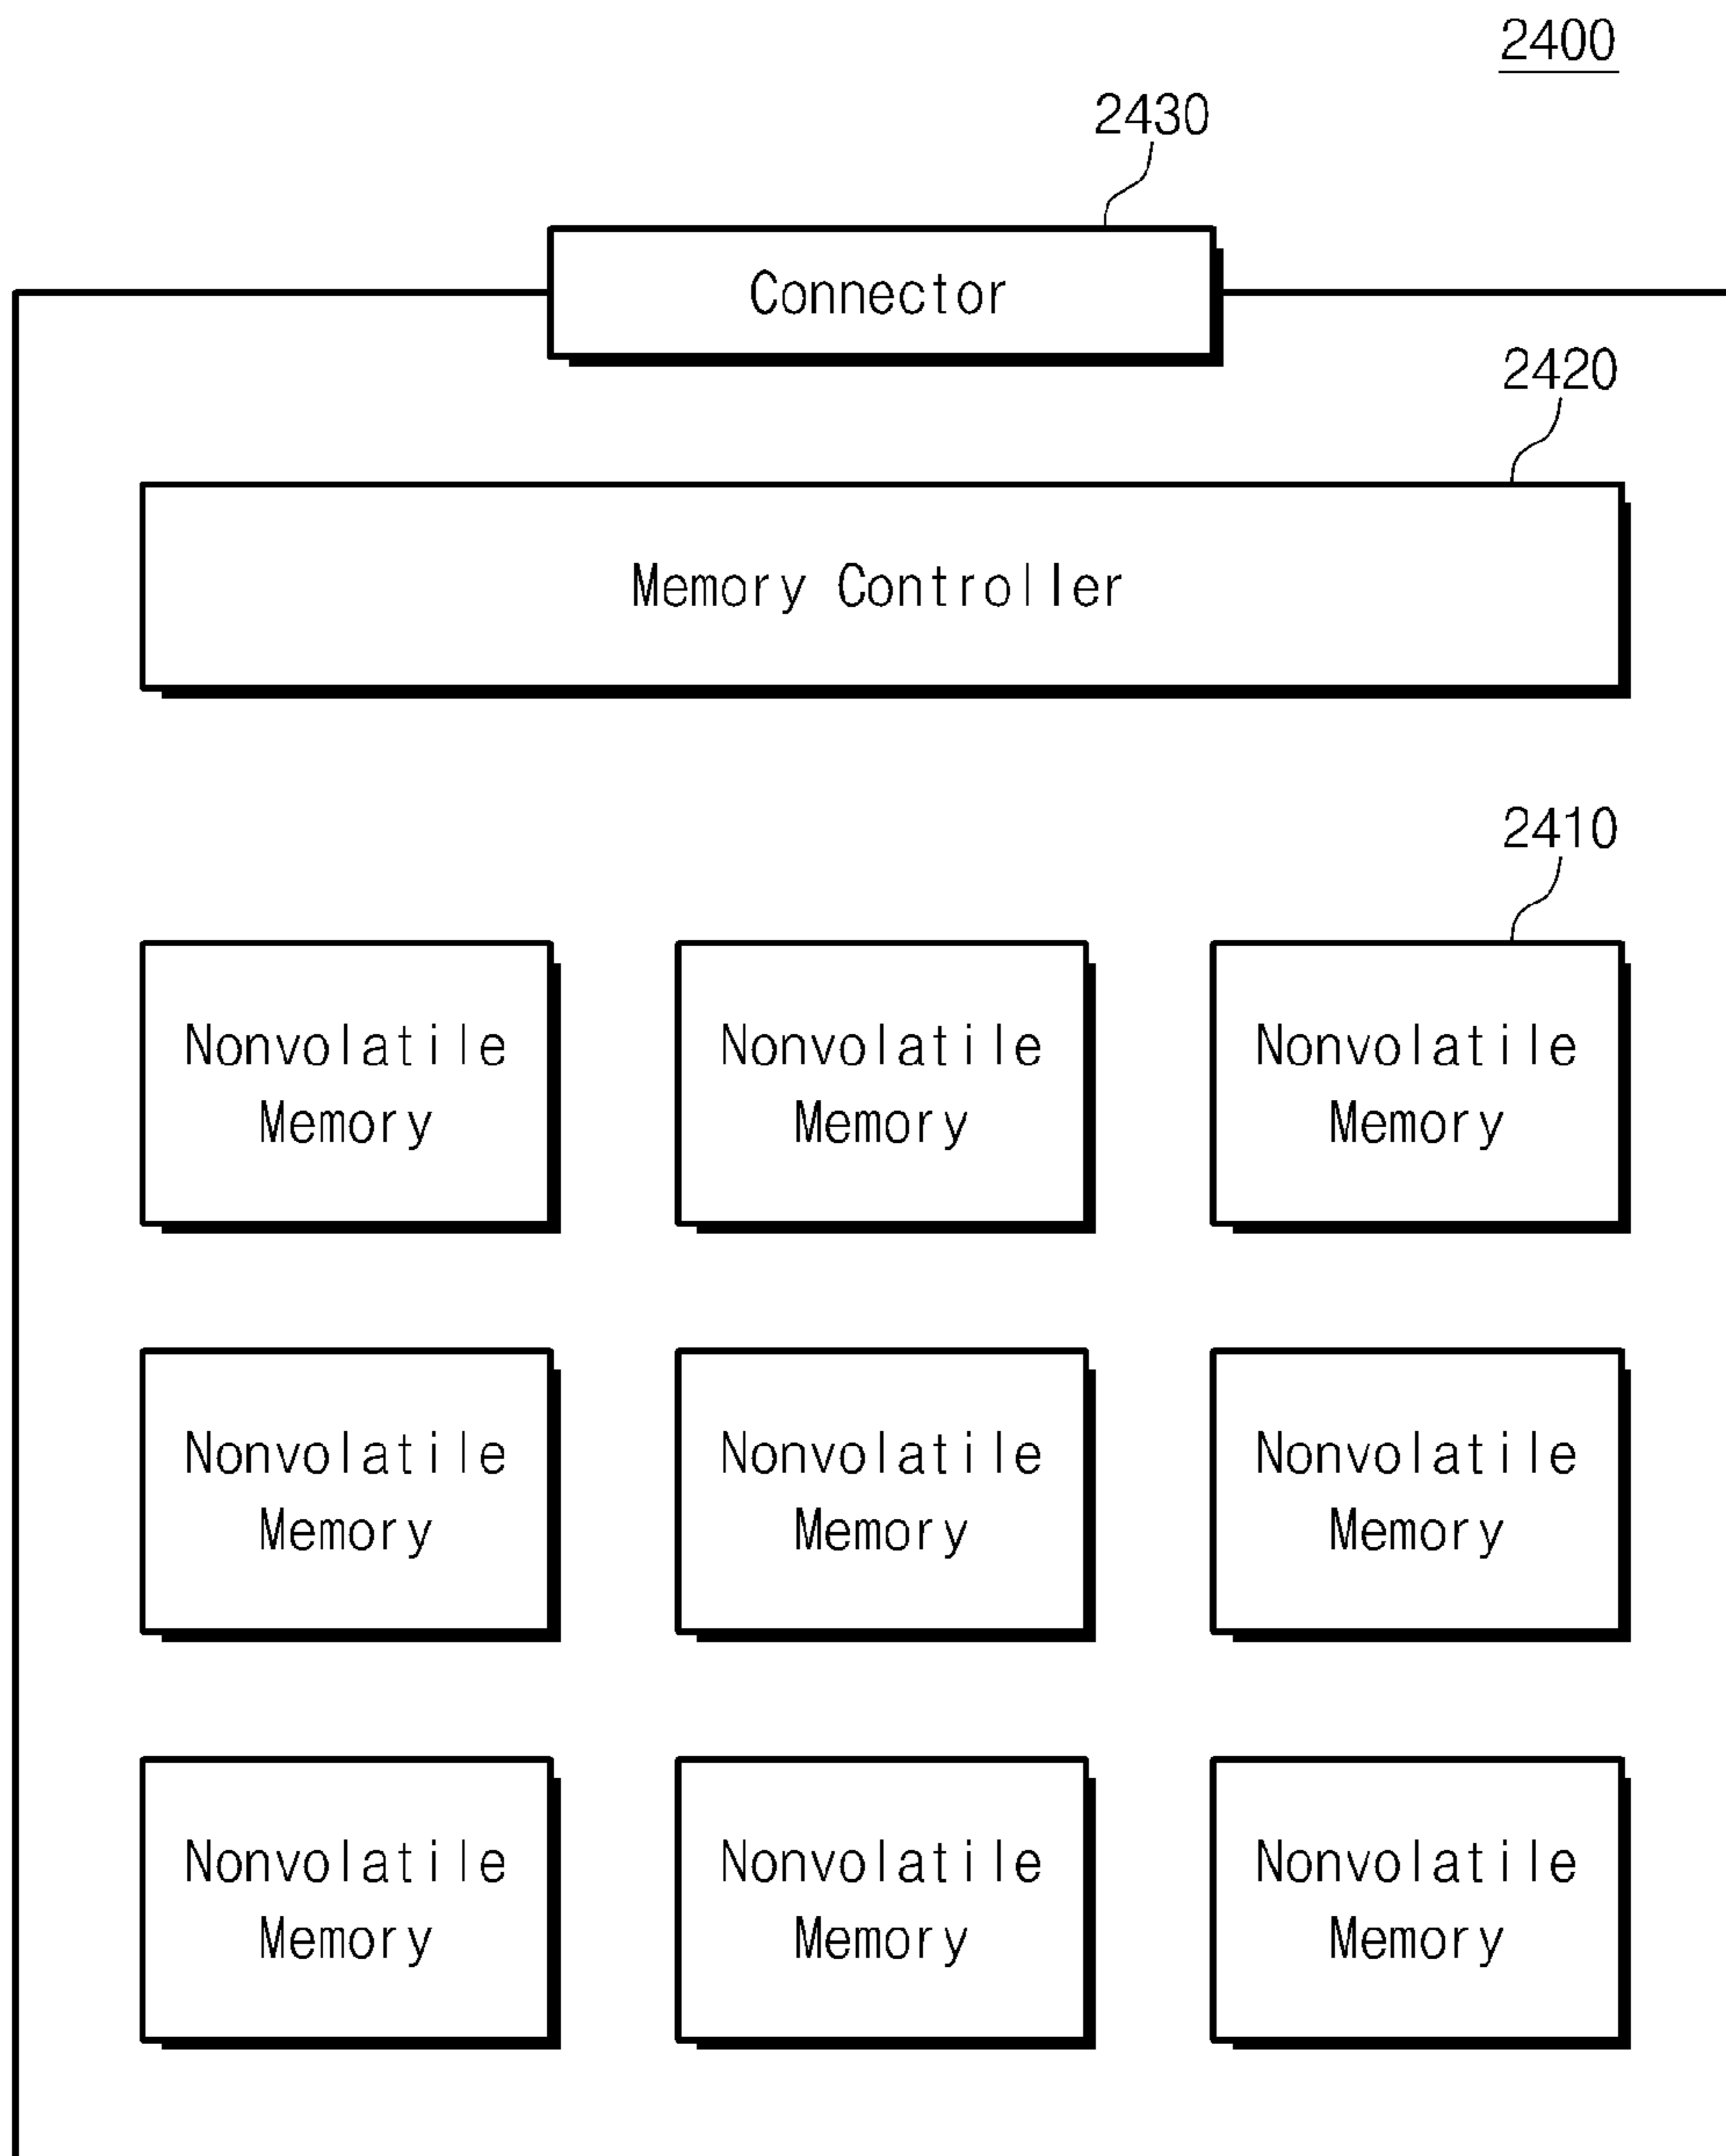 2400
2430
Connector
2420
Memory Controller
2410
Nonvolatile
Memory
Nonvolatile
Memory
Nonvolatile
Memory
Nonvolatile
Memory
Nonvolatile
Memory
Nonvolatile
Memory
Nonvolatile
Memory
Nonvolatile
Memory
Nonvolatile
Memory